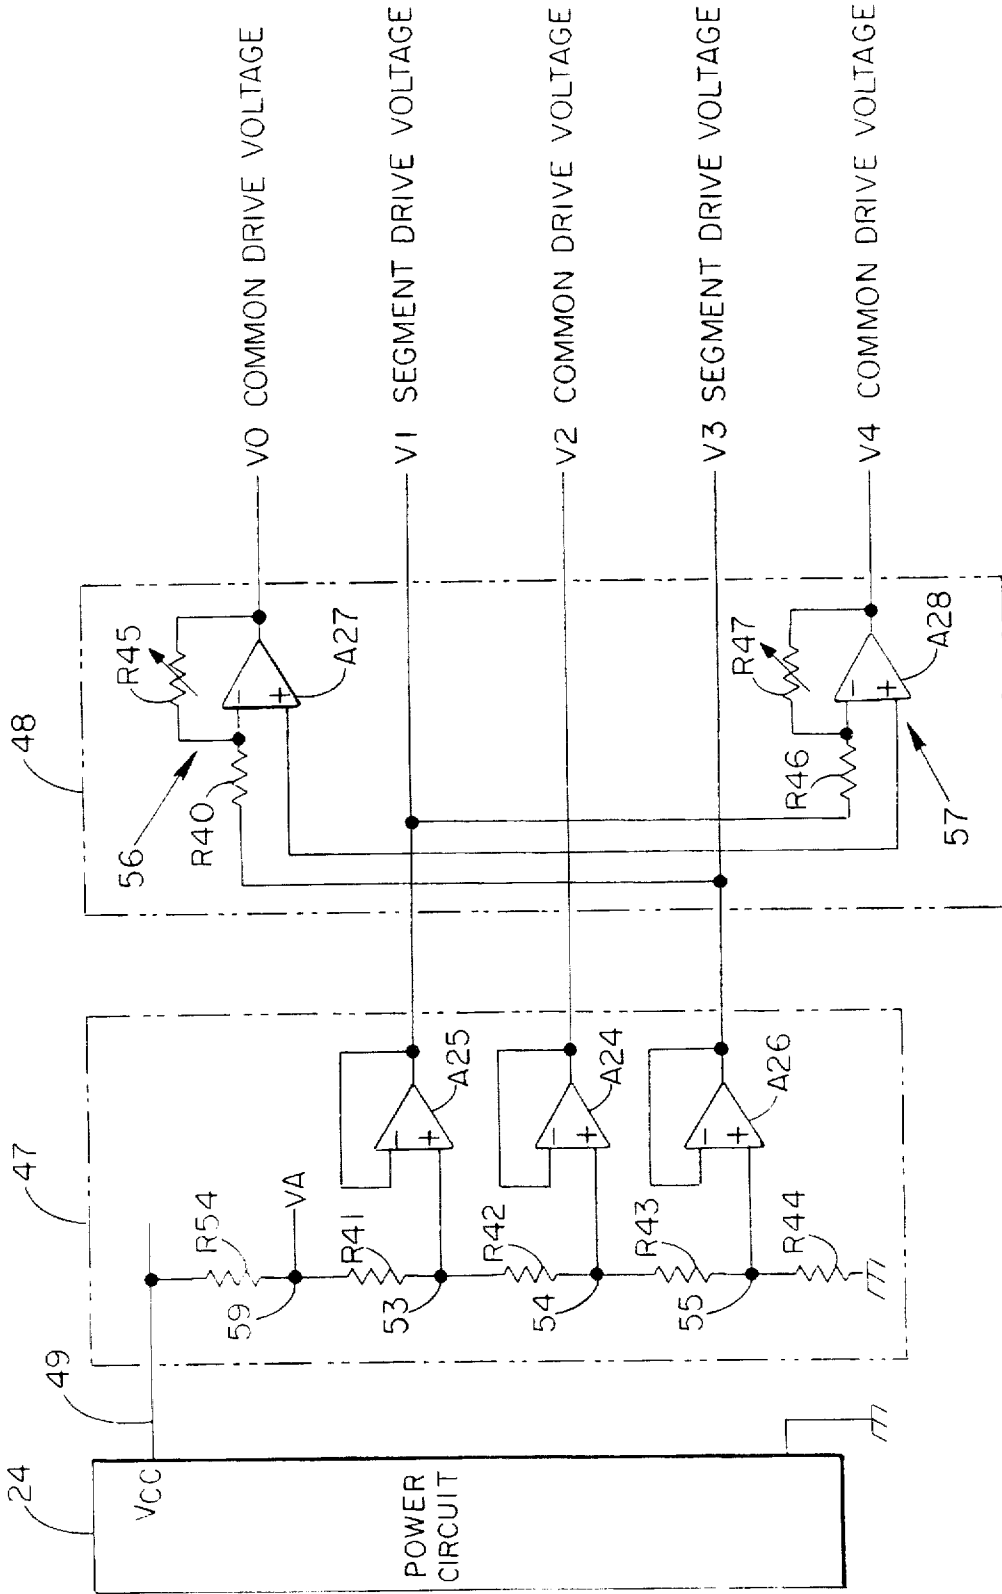 24
VCC
POWER
CIRCUIT
49
47
R54
59
VA
R41
53
R42
54
R43
55
R44
−
+
A25
−
+
A24
−
+
A26
48
56
R40
R45
−
+
A27
R46
R47
−
+
A28
57
V0 COMMON DRIVE VOLTAGE
V1 SEGMENT DRIVE VOLTAGE
V2 COMMON DRIVE VOLTAGE
V3 SEGMENT DRIVE VOLTAGE
V4 COMMON DRIVE VOLTAGE